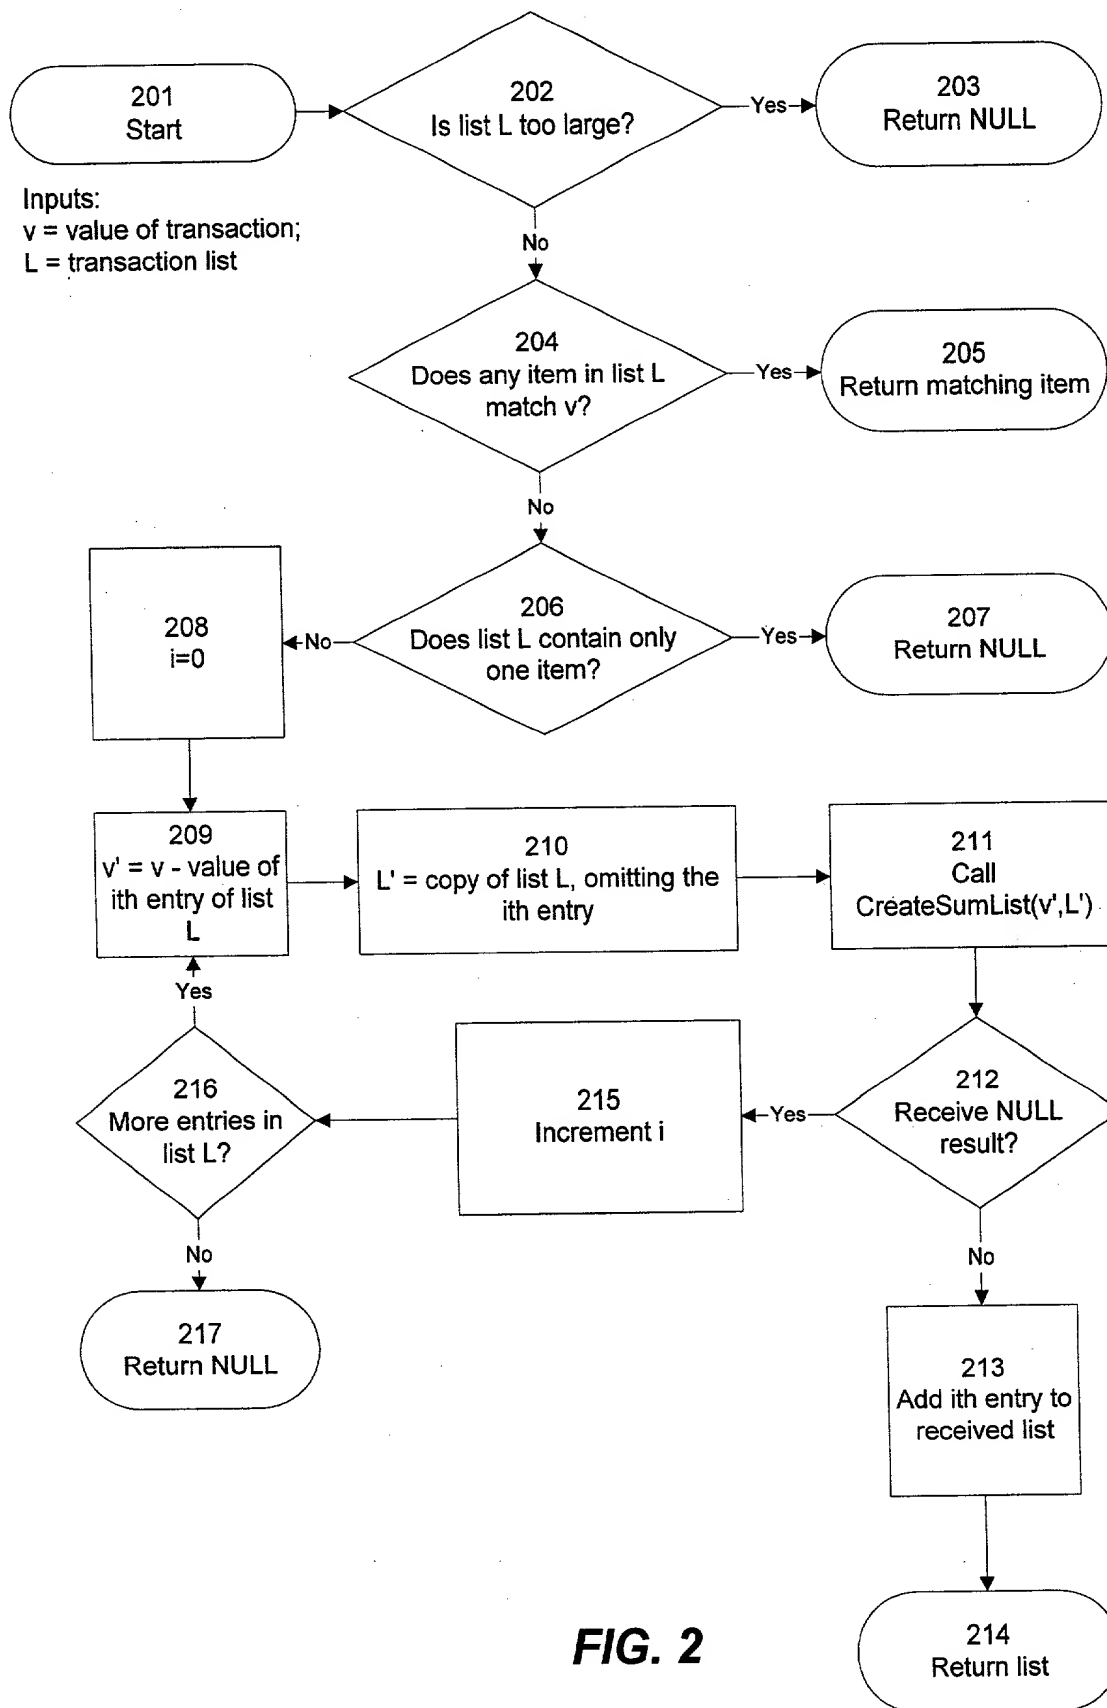 201
Start
202
Is list L too large?
Yes
203
Return NULL
Inputs:
v = value of transaction;
L = transaction list
No
204
Does any item in list L
match v?
Yes
205
Return matching item
No
206
Does list L contain only
one item?
Yes
207
Return NULL
No
208
i=0
209
v' = v - value of
ith entry of list
L
210
L' = copy of list L, omitting the
ith entry
211
Call
CreateSumList(v',L')
212
Receive NULL
result?
Yes
215
Increment i
216
More entries in
list L?
Yes
No
217
Return NULL
No
213
Add ith entry to
received list
214
Return list
FIG. 2